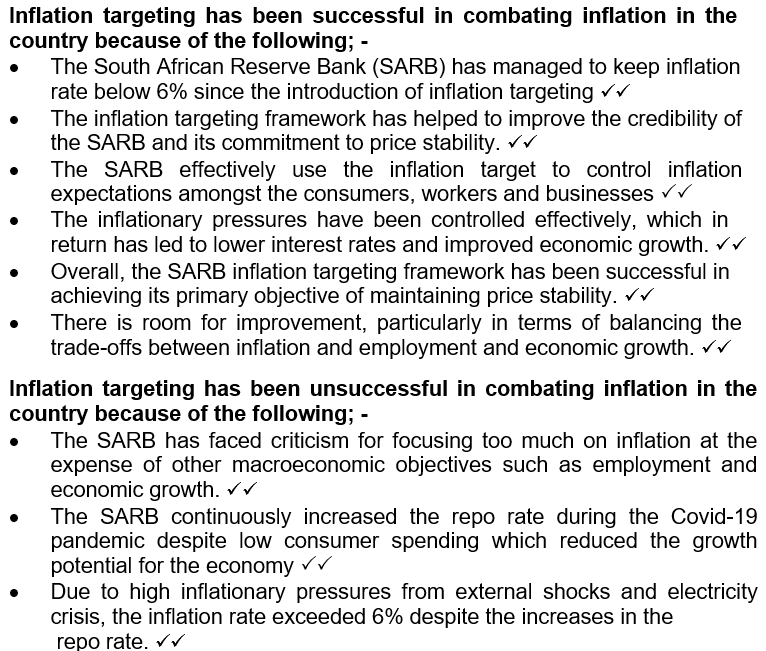 Inflation targeting has been successful in combating inflation in the
country because of the following; -
• The South African Reserve Bank (SARB) has managed to keep inflation
rate below 6% since the introduction of inflation targeting ✓✓
• The inflation targeting framework has helped to improve the credibility of
the SARB and its commitment to price stability. ✓✓
• The SARB effectively use the inflation target to control inflation
expectations amongst the consumers, workers and businesses ✓✓
• The inflationary pressures have been controlled effectively, which in
return has led to lower interest rates and improved economic growth. ✓✓
• Overall, the SARB inflation targeting framework has been successful in
achieving its primary objective of maintaining price stability. ✓✓
• There is room for improvement, particularly in terms of balancing the
trade-offs between inflation and employment and economic growth. ✓✓
Inflation targeting has been unsuccessful in combating inflation in the
country because of the following; -
• The SARB has faced criticism for focusing too much on inflation at the
expense of other macroeconomic objectives such as employment and
economic growth. ✓✓
• The SARB continuously increased the repo rate during the Covid-19
pandemic despite low consumer spending which reduced the growth
potential for the economy ✓✓
• Due to high inflationary pressures from external shocks and electricity
crisis, the inflation rate exceeded 6% despite the increases in the
repo rate. ✓✓